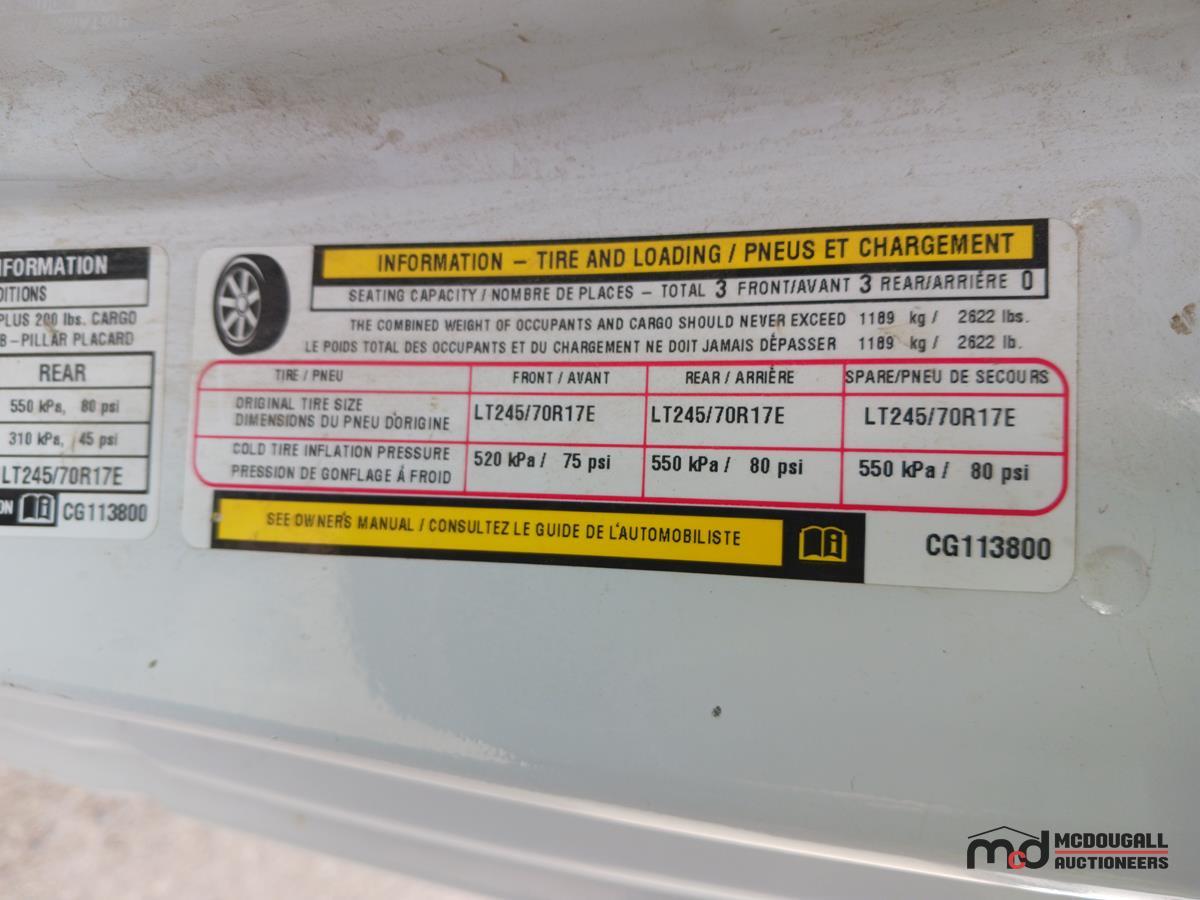 FORMATION
DITIONS
PLUS 200 lbs. CARGO
B-PILLAR PLACARD
REAR
550 kPa, 80 psi
310 kPa, 45 psi
LT245/70R17E
ON CG113800
INFORMATION – TIRE AND LOADING / PNEUS ET CHARGEMENT
SEATING CAPACITY / NOMBRE DE PLACES – TOTAL 3 FRONT/AVANT 3 REAR/ARRIÈRE 0
THE COMBINED WEIGHT OF OCCUPANTS AND CARGO SHOULD NEVER EXCEED 1189 kg / 2622 lbs.
LE POIDS TOTAL DES OCCUPANTS ET DU CHARGEMENT NE DOIT JAMAIS DÉPASSER 1189 kg / 2622 lb.
TIRE / PNEU FRONT / AVANT REAR / ARRIÈRE SPARE/PNEU DE SECOURS
ORIGINAL TIRE SIZE
DIMENSIONS DU PNEU D'ORIGINE LT245/70R17E LT245/70R17E LT245/70R17E
COLD TIRE INFLATION PRESSURE
PRESSION DE GONFLAGE À FROID 520 kPa / 75 psi 550 kPa / 80 psi 550 kPa / 80 psi
SEE OWNER'S MANUAL / CONSULTEZ LE GUIDE DE L'AUTOMOBILISTE
CG113800
mcd MCDOUGALL
AUCTIONEERS